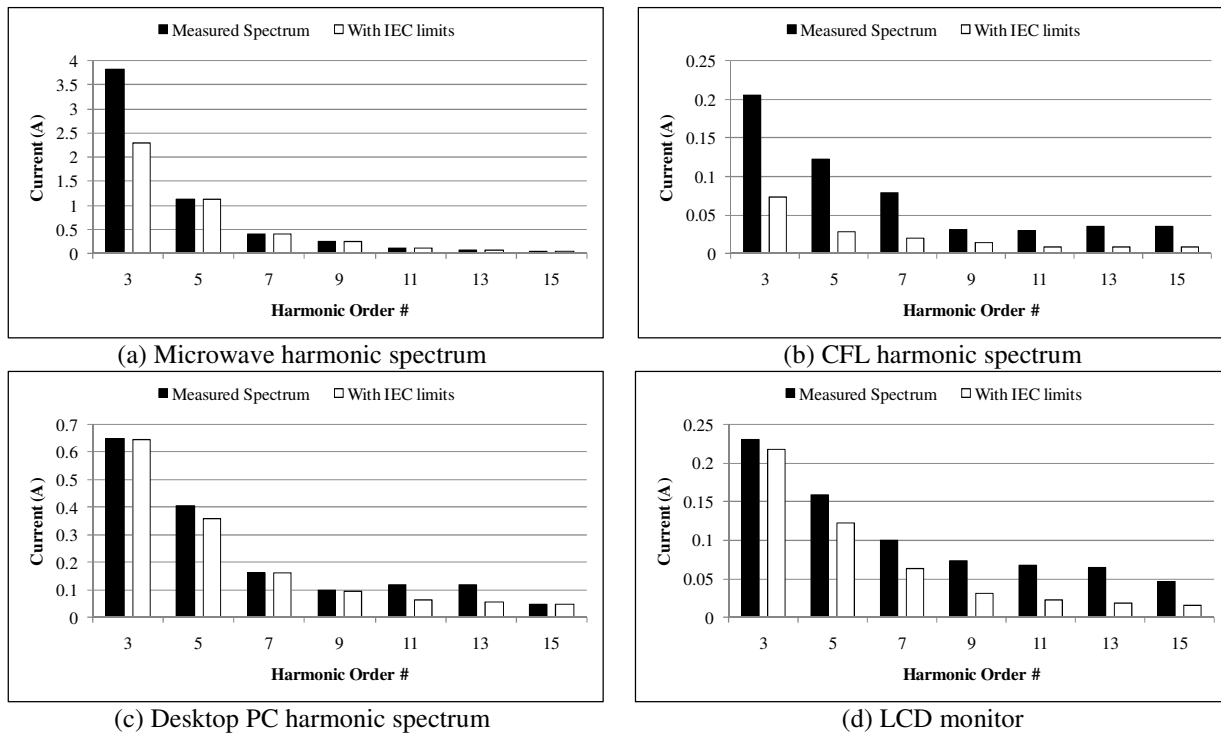 Measured Spectrum With IEC limits
Current (A)
4
3.5
3
2.5
2
1.5
1
0.5
0
3 5 7 9 11 13 15
Harmonic Order #
(a) Microwave harmonic spectrum
Measured Spectrum With IEC limits
Current (A)
0.25
0.2
0.15
0.1
0.05
0
3 5 7 9 11 13 15
Harmonic Order #
(b) CFL harmonic spectrum
Measured Spectrum With IEC limits
Current (A)
0.7
0.6
0.5
0.4
0.3
0.2
0.1
0
3 5 7 9 11 13 15
Harmonic Order #
(c) Desktop PC harmonic spectrum
Measured Spectrum With IEC limits
Current (A)
0.25
0.2
0.15
0.1
0.05
0
3 5 7 9 11 13 15
Harmonic Order #
(d) LCD monitor